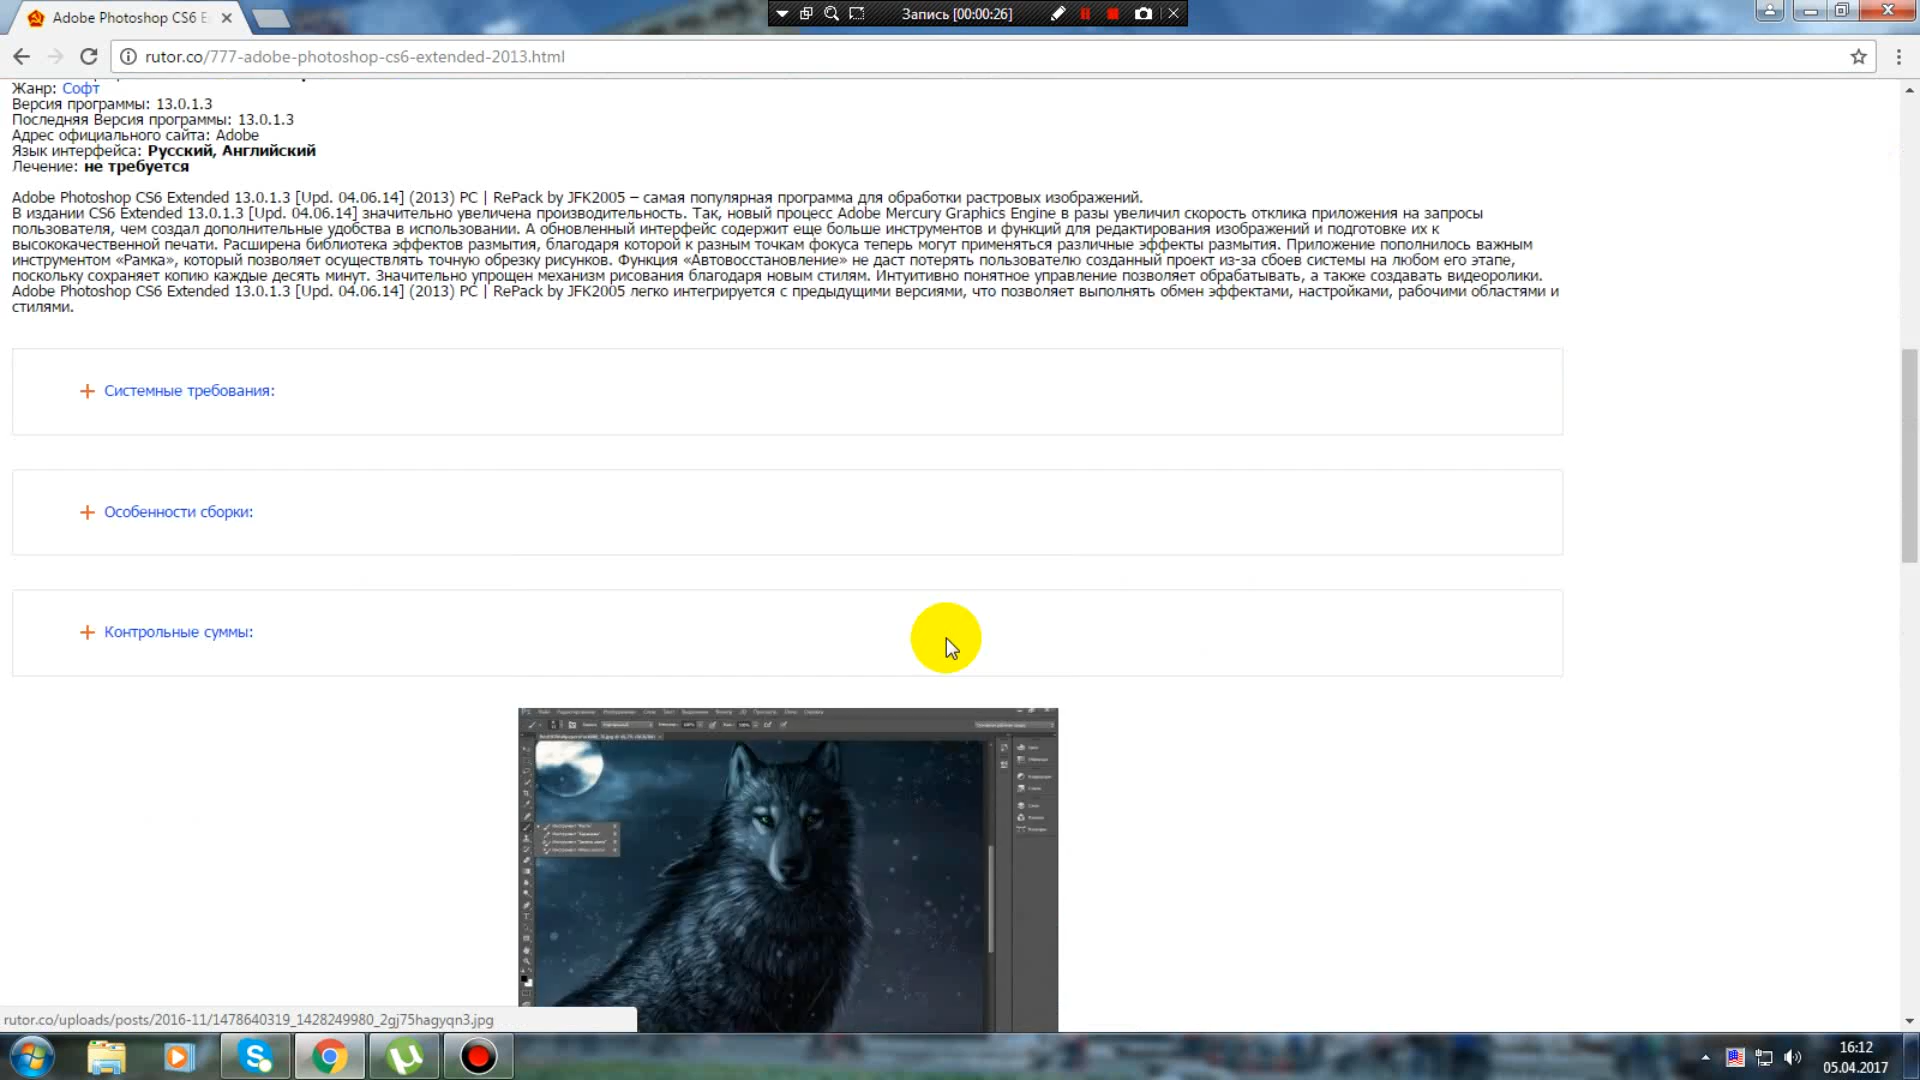 Adobe Photoshop CS6 E
Запись [00:00:26]
rutor.co/777-adobe-photoshop-cs6-extended-2013.html
Жанр: Софт
Версия программы: 13.0.1.3
Последняя Версия программы: 13.0.1.3
Адрес официального сайта: Adobe
Язык интерфейса: Русский, Английский
Лечение: не требуется
Adobe Photoshop CS6 Extended 13.0.1.3 [Upd. 04.06.14] (2013) PC | RePack by JFK2005 – самая популярная программа для обработки растровых изображений.
В издании CS6 Extended 13.0.1.3 [Upd. 04.06.14] значительно увеличена производительность. Так, новый процесс Adobe Mercury Graphics Engine в разы увеличил скорость отклика приложения на запросы
пользователя, чем создал дополнительные удобства в использовании. А обновленный интерфейс содержит еще больше инструментов и функций для редактирования изображений и подготовке их к
высококачественной печати. Расширена библиотека эффектов размытия, благодаря которой к разным точкам фокуса теперь могут применяться различные эффекты размытия. Приложение пополнилось важным
инструментом «Рамка», который позволяет осуществлять точную обрезку рисунков. Функция «Автовосстановление» не даст потерять пользователю созданный проект из-за сбоев системы на любом его этапе,
поскольку сохраняет копию каждые десять минут. Значительно упрощен механизм рисования благодаря новым стилям. Интуитивно понятное управление позволяет обрабатывать, а также создавать видеоролики.
Adobe Photoshop CS6 Extended 13.0.1.3 [Upd. 04.06.14] (2013) PC | RePack by JFK2005 легко интегрируется с предыдущими версиями, что позволяет выполнять обмен эффектами, настройками, рабочими областями и
стилями.
Системные требования:
Особенности сборки:
Контрольные суммы:
rutor.co/uploads/posts/2016-11/1478640319_1428249980_2gj75hagyqn3.jpg
16:12
05.04.2017